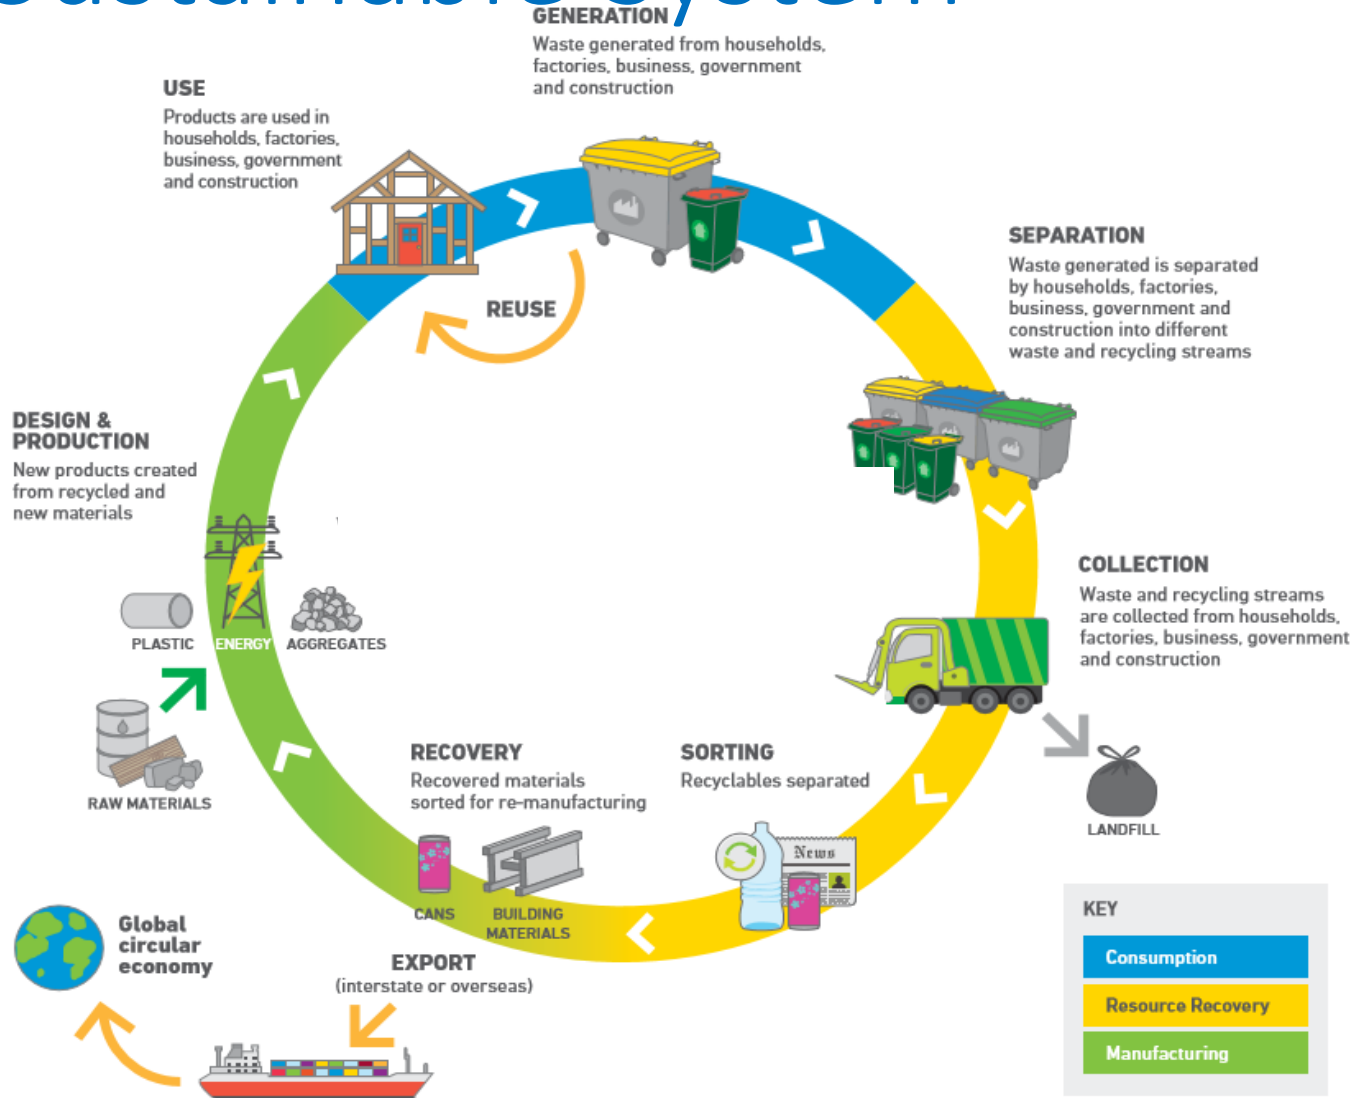 GENERATION
Waste generated from households,
factories, business, government
and construction
USE
Products are used in
households, factories,
business, government
and construction
REUSE
SEPARATION
Waste generated is separated
by households, factories,
business, government and
construction into different
waste and recycling streams
DESIGN &
PRODUCTION
New products created
from recycled and
new materials
PLASTIC
ENERGY
AGGREGATES
RAW MATERIALS
COLLECTION
Waste and recycling streams
are collected from households,
factories, business, government
and construction
LANDFILL
RECOVERY
Recovered materials
sorted for re-manufacturing
SORTING
Recyclables separated
News
CANS
BUILDING
MATERIALS
EXPORT
(interstate or overseas)
Global
circular
economy
KEY
Consumption
Resource Recovery
Manufacturing